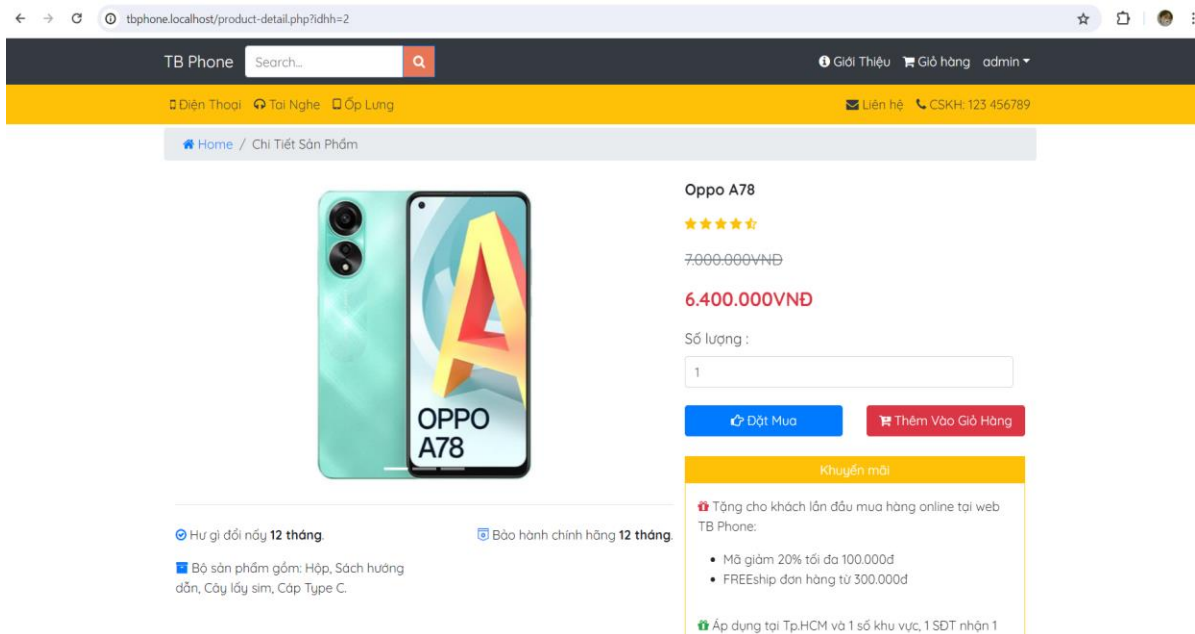 tbphone.localhost/product-detail.php?idhh=2
TB Phone Search... Giới Thiệu Giỏ hàng admin
Điện Thoại Tai Nghe Ốp Lưng Liên hệ CSKH: 123 456789
Home / Chi Tiết Sản Phẩm
Oppo A78
7.000.000VNĐ
6.400.000VNĐ
Số lượng :
1
Đặt Mua Thêm Vào Giỏ Hàng
OPPO
A78
Khuyến mãi
Tặng cho khách lần đầu mua hàng online tại web
TB Phone:
Mã giảm 20% tối đa 100.000đ
FREEship đơn hàng từ 300.000đ
Áp dụng tại Tp.HCM và 1 số khu vực, 1 SĐT nhận 1
Hư gì đổi nấy 12 tháng. Bảo hành chính hãng 12 tháng.
Bộ sản phẩm gồm: Hộp, Sách hướng
dẫn, Cây lấy sim, Cáp Type C.